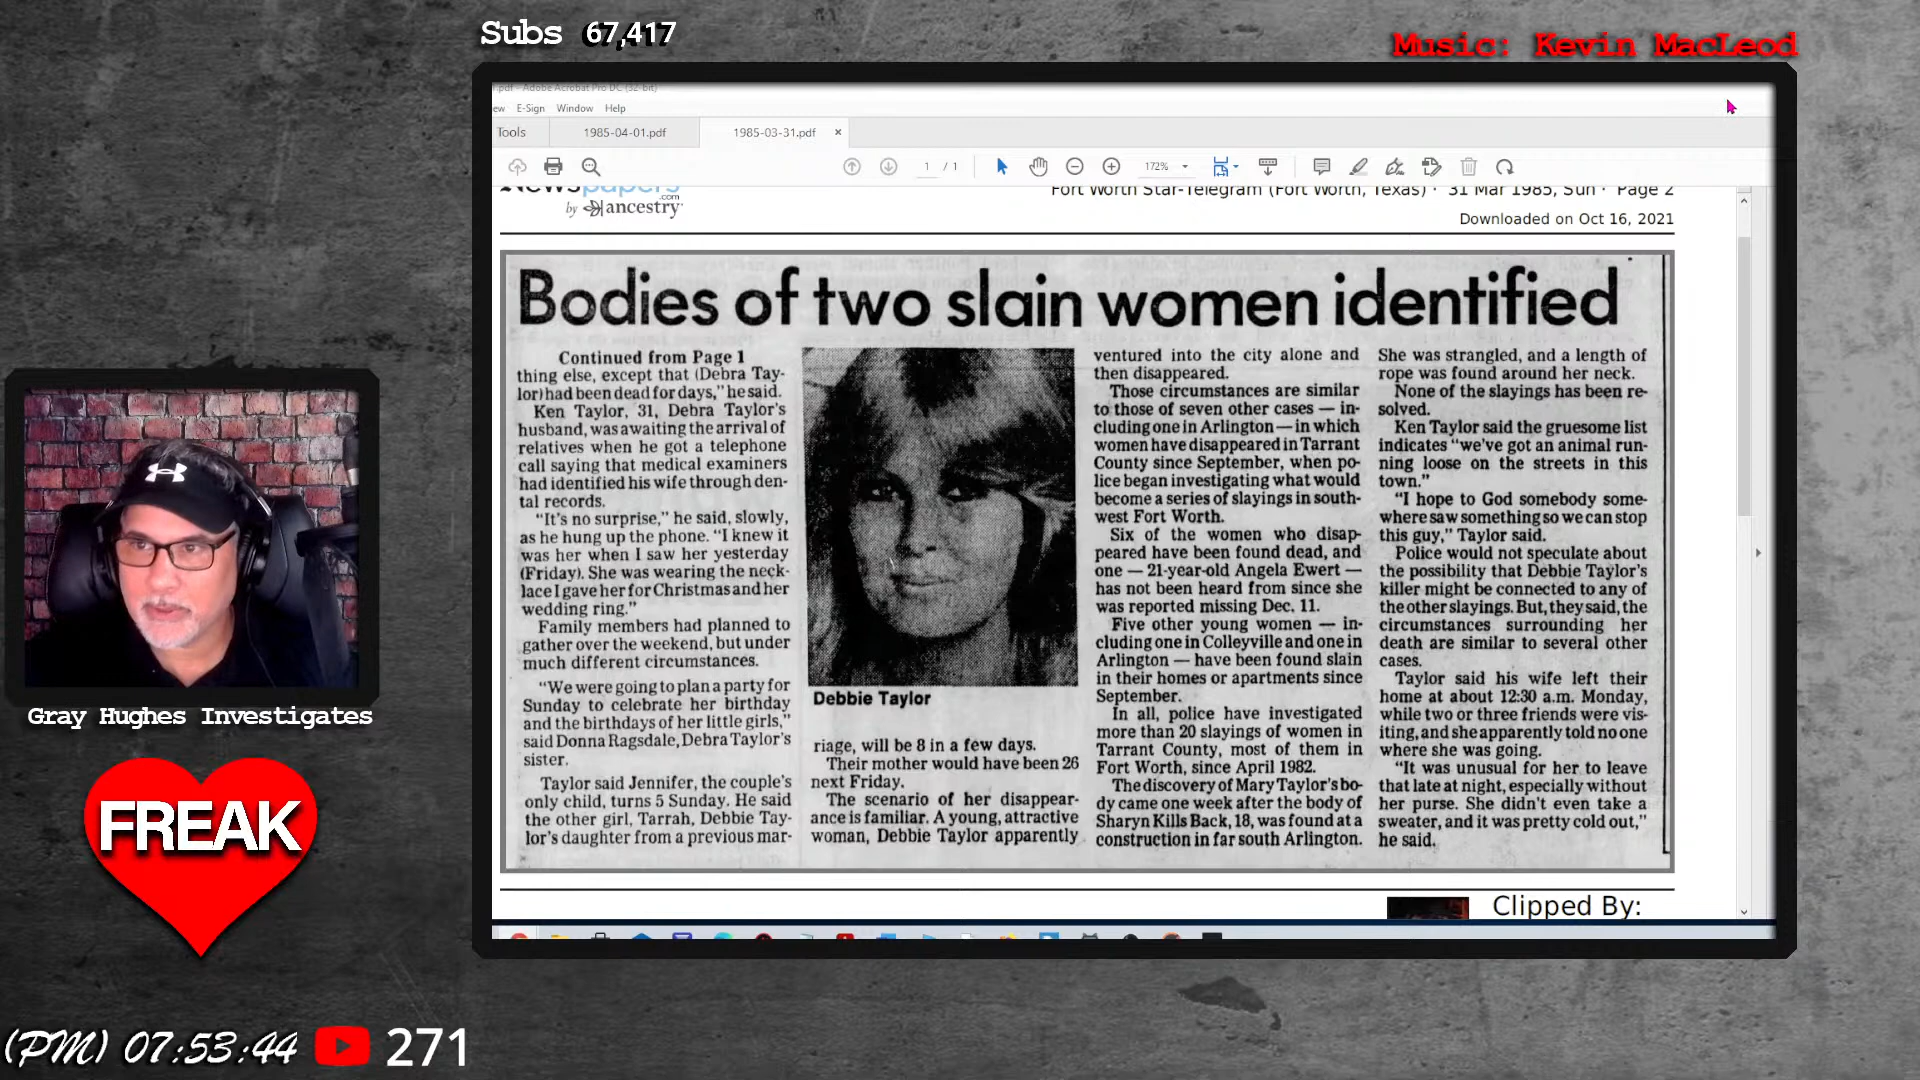 Subs 67,417
Music: Kevin MacLeod
1.pdf - Adobe Acrobat Pro DC (32-bit)
ew E-Sign Window Help
Tools 1985-04-01.pdf 1985-03-31.pdf ×
1 / 1 172%
Newspapers.com
by ancestry
Fort Worth Star-Telegram (Fort Worth, Texas) · 31 Mar 1985, Sun · Page 2
Downloaded on Oct 16, 2021
Bodies of two slain women identified
Continued from Page 1
thing else, except that (Debra Tay-
lor) had been dead for days," he said.
Ken Taylor, 31, Debra Taylor's
husband, was awaiting the arrival of
relatives when he got a telephone
call saying that medical examiners
had identified his wife through den-
tal records.
"It's no surprise," he said, slowly,
as he hung up the phone. "I knew it
was her when I saw her yesterday
(Friday). She was wearing the neck-
lace I gave her for Christmas and her
wedding ring."
Family members had planned to
gather over the weekend, but under
much different circumstances.
"We were going to plan a party for
Sunday to celebrate her birthday
and the birthdays of her little girls,"
said Donna Ragsdale, Debra Taylor's
sister.
Taylor said Jennifer, the couple's
only child, turns 5 Sunday. He said
the other girl, Tarrah, Debbie Tay-
lor's daughter from a previous mar-
Debbie Taylor
riage, will be 8 in a few days.
Their mother would have been 26
next Friday.
The scenario of her disappear-
ance is familiar. A young, attractive
woman, Debbie Taylor apparently
ventured into the city alone and
then disappeared.
Those circumstances are similar
to those of seven other cases — in-
cluding one in Arlington — in which
women have disappeared in Tarrant
County since September, when po-
lice began investigating what would
become a series of slayings in south-
west Fort Worth.
Six of the women who disap-
peared have been found dead, and
one — 21-year-old Angela Ewert —
has not been heard from since she
was reported missing Dec. 11.
Five other young women — in-
cluding one in Colleyville and one in
Arlington — have been found slain
in their homes or apartments since
September.
In all, police have investigated
more than 20 slayings of women in
Tarrant County, most of them in
Fort Worth, since April 1982.
The discovery of Mary Taylor's bo-
dy came one week after the body of
Sharyn Kills Back, 18, was found at a
construction in far south Arlington.
She was strangled, and a length of
rope was found around her neck.
None of the slayings has been re-
solved.
Ken Taylor said the gruesome list
indicates "we've got an animal run-
ning loose on the streets in this
town."
"I hope to God somebody some-
where saw something so we can stop
this guy," Taylor said.
Police would not speculate about
the possibility that Debbie Taylor's
killer might be connected to any of
the other slayings. But, they said, the
circumstances surrounding her
death are similar to several other
cases.
Taylor said his wife left their
home at about 12:30 a.m. Monday,
while two or three friends were vis-
iting, and she apparently told no one
where she was going.
"It was unusual for her to leave
that late at night, especially without
her purse. She didn't even take a
sweater, and it was pretty cold out,"
he said.
Clipped By:
Gray Hughes Investigates
FREAK
(PM) 07:53:44 271